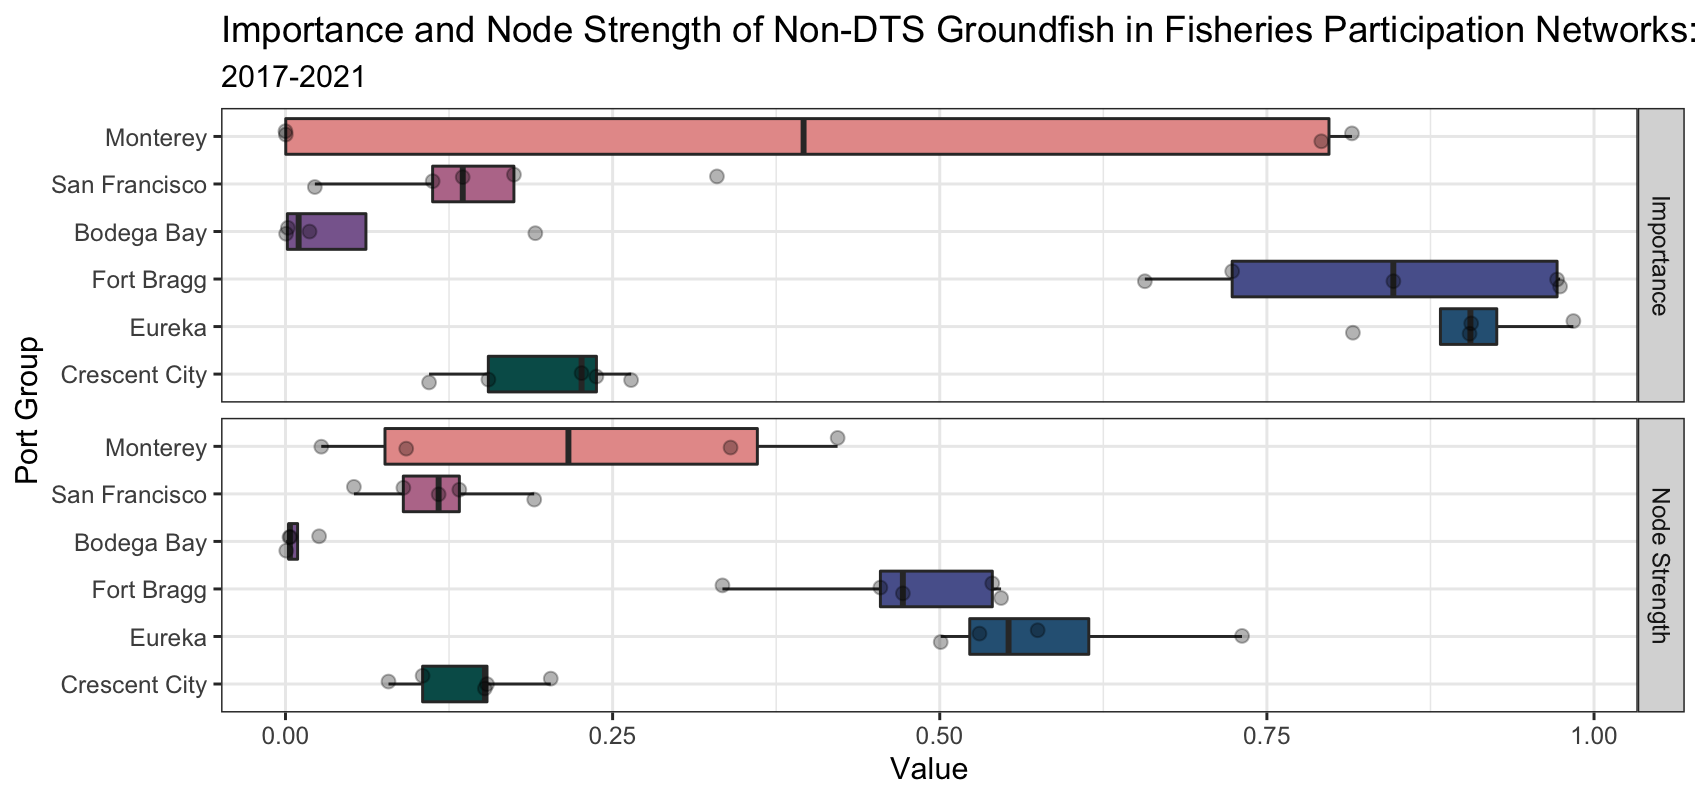 Importance and Node Strength of Non-DTS Groundfish in Fisheries Participation Networks:
2017-2021
Port Group
Monterey
San Francisco
Bodega Bay
Fort Bragg
Eureka
Crescent City
Importance
Monterey
San Francisco
Bodega Bay
Fort Bragg
Eureka
Crescent City
Node Strength
0.00 0.25 0.50 0.75 1.00
Value